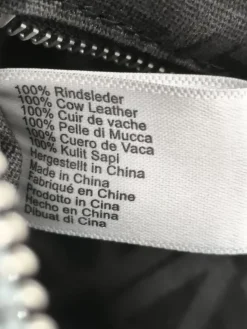 100% Rindsleder
100% Cow Leather
100% Cuir de vache
100% Pelle di Mucca
100% Cuero de Vaca
100% Kulit Sapi
Hergestellt in China
Made in China
Fabriqué en Chine
Prodotto in Cina
Hecho en China
Dibuat di Cina